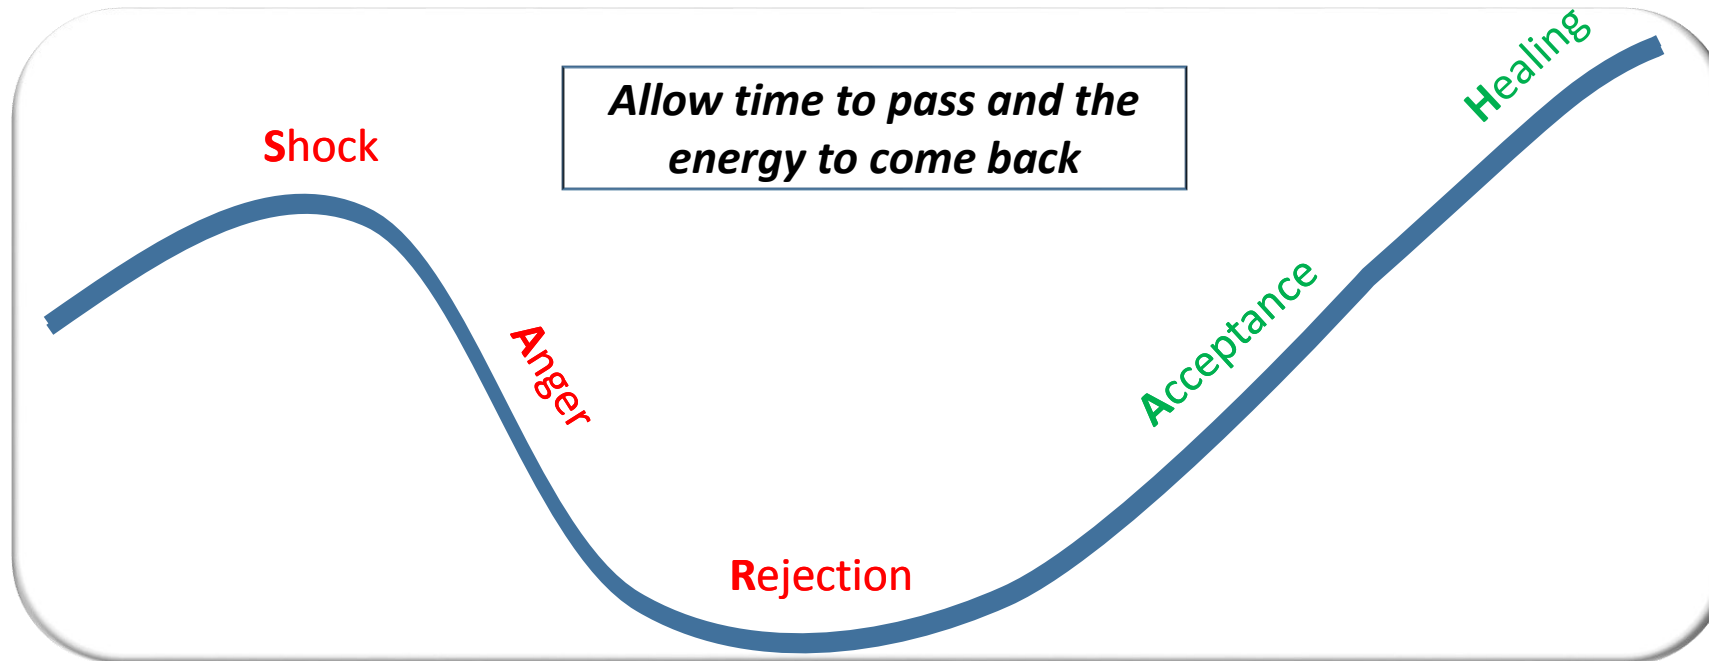 Healing
Allow time to pass and the
energy to come back
Shock
Acceptance
Anger
Rejection